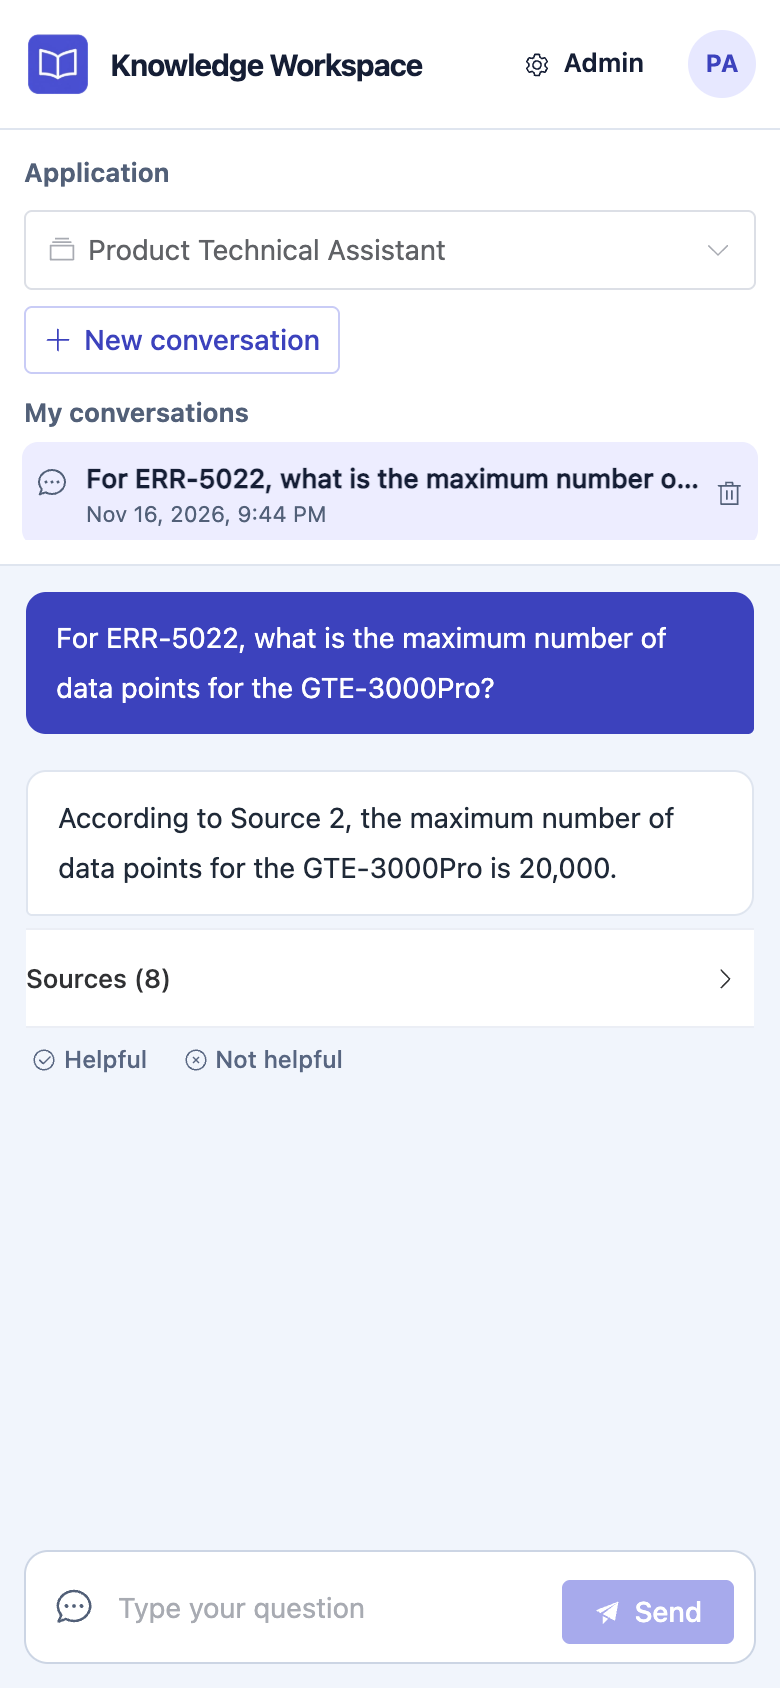 Knowledge Workspace
Admin
PA
Application
Product Technical Assistant
New conversation
My conversations
For ERR-5022, what is the maximum number o...
Nov 16, 2026, 9:44 PM
For ERR-5022, what is the maximum number of
data points for the GTE-3000Pro?
According to Source 2, the maximum number of
data points for the GTE-3000Pro is 20,000.
Sources (8)
Helpful
Not helpful
Type your question
Send